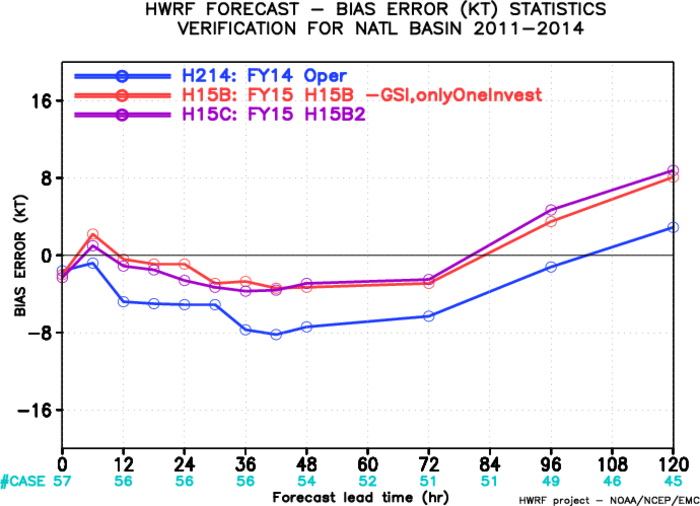 HWRF FORECAST – BIAS ERROR (KT) STATISTICS
VERIFICATION FOR NATL BASIN 2011–2014
H214: FY14 Oper
H15B: FY15 H15B –GSI,onlyOneInvest
H15C: FY15 H15B2
16
8
0
–8
–16
BIAS ERROR (KT)
0 12 24 36 48 60 72 84 96 108 120
#CASE 57 56 56 56 54 52 51 51 49 46 45
Forecast lead time (hr)
HWRF project – NOAA/NCEP/EMC